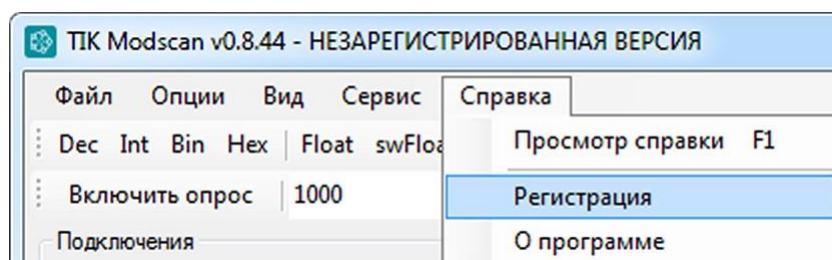 TIK Modscan v0.8.44 - НЕЗАРЕГИСТРИРОВАННАЯ ВЕРСИЯ
Файл Опции Вид Сервис Справка
Dec Int Bin Hex Float swFloa
Просмотр справки F1
Включить опрос 1000
Регистрация
Подключения
О программе